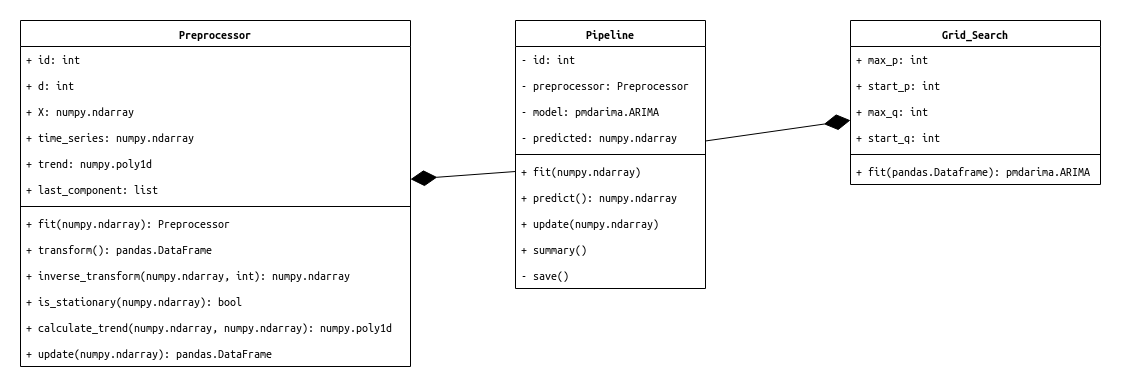 Preprocessor
+ id: int
+ d: int
+ X: numpy.ndarray
+ time_series: numpy.ndarray
+ trend: numpy.poly1d
+ last_component: list
+ fit(numpy.ndarray): Preprocessor
+ transform(): pandas.DataFrame
+ inverse_transform(numpy.ndarray, int): numpy.ndarray
+ is_stationary(numpy.ndarray): bool
+ calculate_trend(numpy.ndarray, numpy.ndarray): numpy.poly1d
+ update(numpy.ndarray): pandas.DataFrame
Pipeline
- id: int
- preprocessor: Preprocessor
- model: pmdarima.ARIMA
- predicted: numpy.ndarray
+ fit(numpy.ndarray)
+ predict(): numpy.ndarray
+ update(numpy.ndarray)
+ summary()
- save()
Grid_Search
+ max_p: int
+ start_p: int
+ max_q: int
+ start_q: int
+ fit(pandas.Dataframe): pmdarima.ARIMA